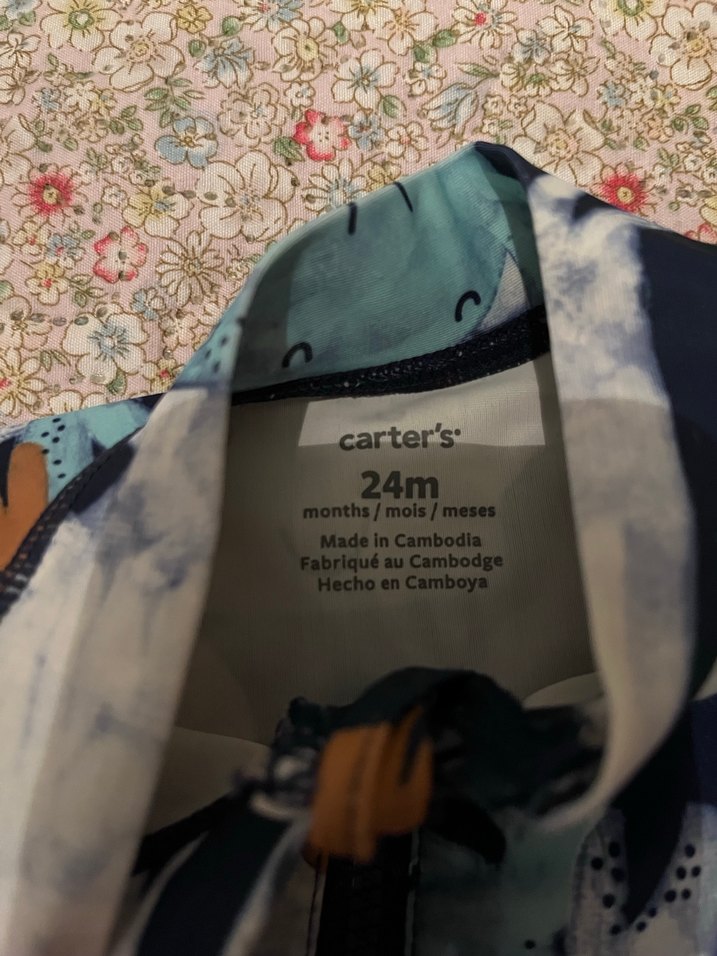 carter's
24m
months / mois / meses
Made in Cambodia
Fabriqué au Cambodge
Hecho en Camboya